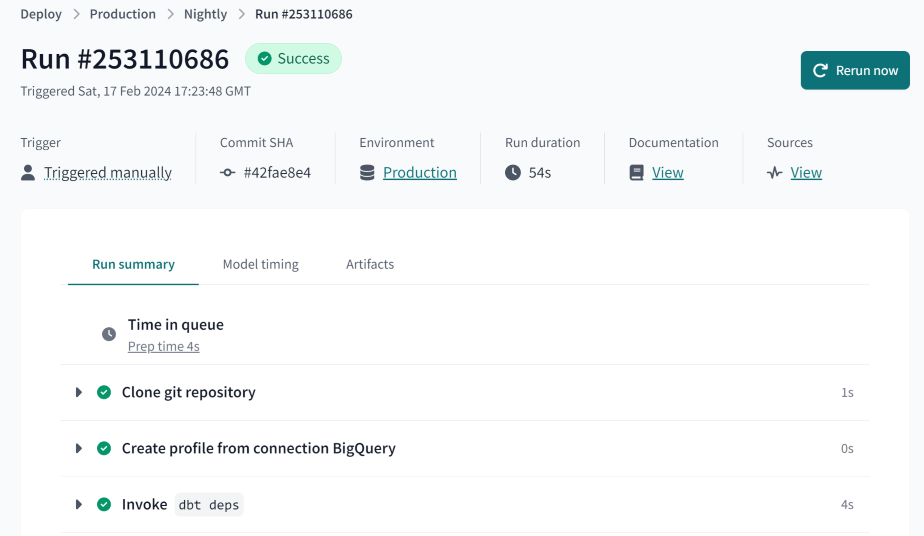 Deploy > Production > Nightly > Run #253110686
Run #253110686 Success
Rerun now
Triggered Sat, 17 Feb 2024 17:23:48 GMT
Trigger Commit SHA Environment Run duration Documentation Sources
Triggered manually #42fae8e4 Production 54s View View
Run summary Model timing Artifacts
Time in queue
Prep time 4s
Clone git repository 1s
Create profile from connection BigQuery 0s
Invoke dbt deps 4s